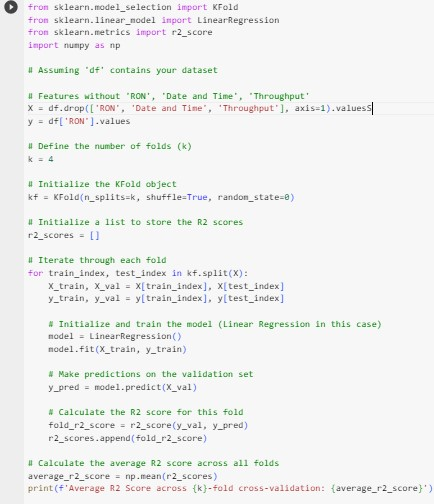 from sklearn.model_selection import KFold
from sklearn.linear_model import LinearRegression
from sklearn.metrics import r2_score
import numpy as np
# Assuming 'df' contains your dataset
# Features without 'RON', 'Date and Time', 'Throughput'
X = df.drop(['RON', 'Date and Time', 'Throughput'], axis=1).valuesS
y = df['RON'].values
# Define the number of folds (k)
k = 4
# Initialize the KFold object
kf = KFold(n_splits=k, shuffle=True, random_state=0)
# Initialize a list to store the R2 scores
r2_scores = []
# Iterate through each fold
for train_index, test_index in kf.split(X):
    X_train, X_val = X[train_index], X[test_index]
    y_train, y_val = y[train_index], y[test_index]
    # Initialize and train the model (Linear Regression in this case)
    model = LinearRegression()
    model.fit(X_train, y_train)
    # Make predictions on the validation set
    y_pred = model.predict(X_val)
    # Calculate the R2 score for this fold
    fold_r2_score = r2_score(y_val, y_pred)
    r2_scores.append(fold_r2_score)
# Calculate the average R2 score across all folds
average_r2_score = np.mean(r2_scores)
print(f'Average R2 Score across {k}-fold cross-validation: {average_r2_score}')